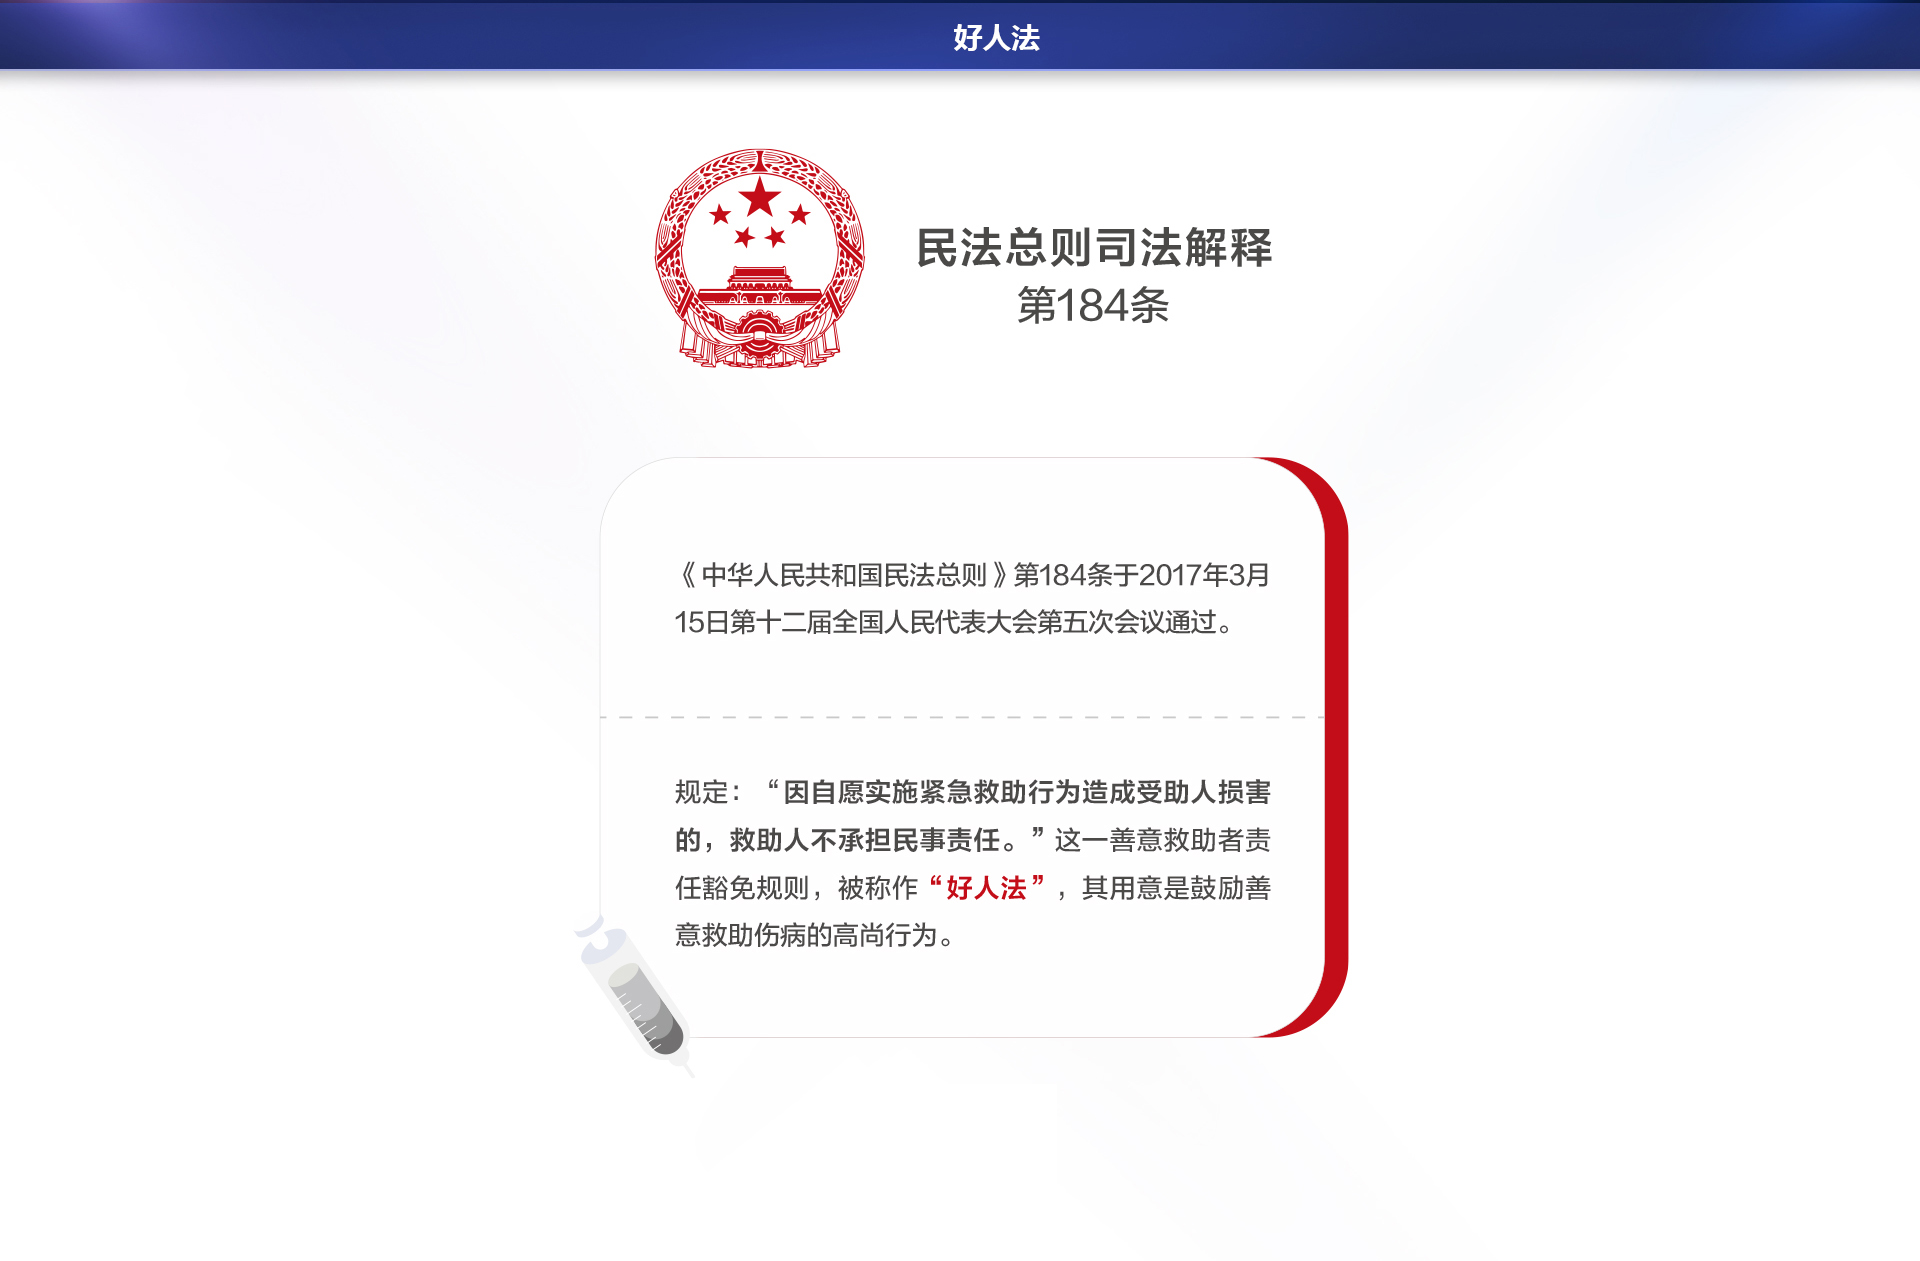 好人法
民法总则司法解释
第184条
《中华人民共和国民法总则》第184条于2017年3月
15日第十二届全国人民代表大会第五次会议通过。
规定：“因自愿实施紧急救助行为造成受助人损害
的，救助人不承担民事责任。”这一善意救助者责
任豁免规则，被称作“好人法”，其用意是鼓励善
意救助伤病的高尚行为。